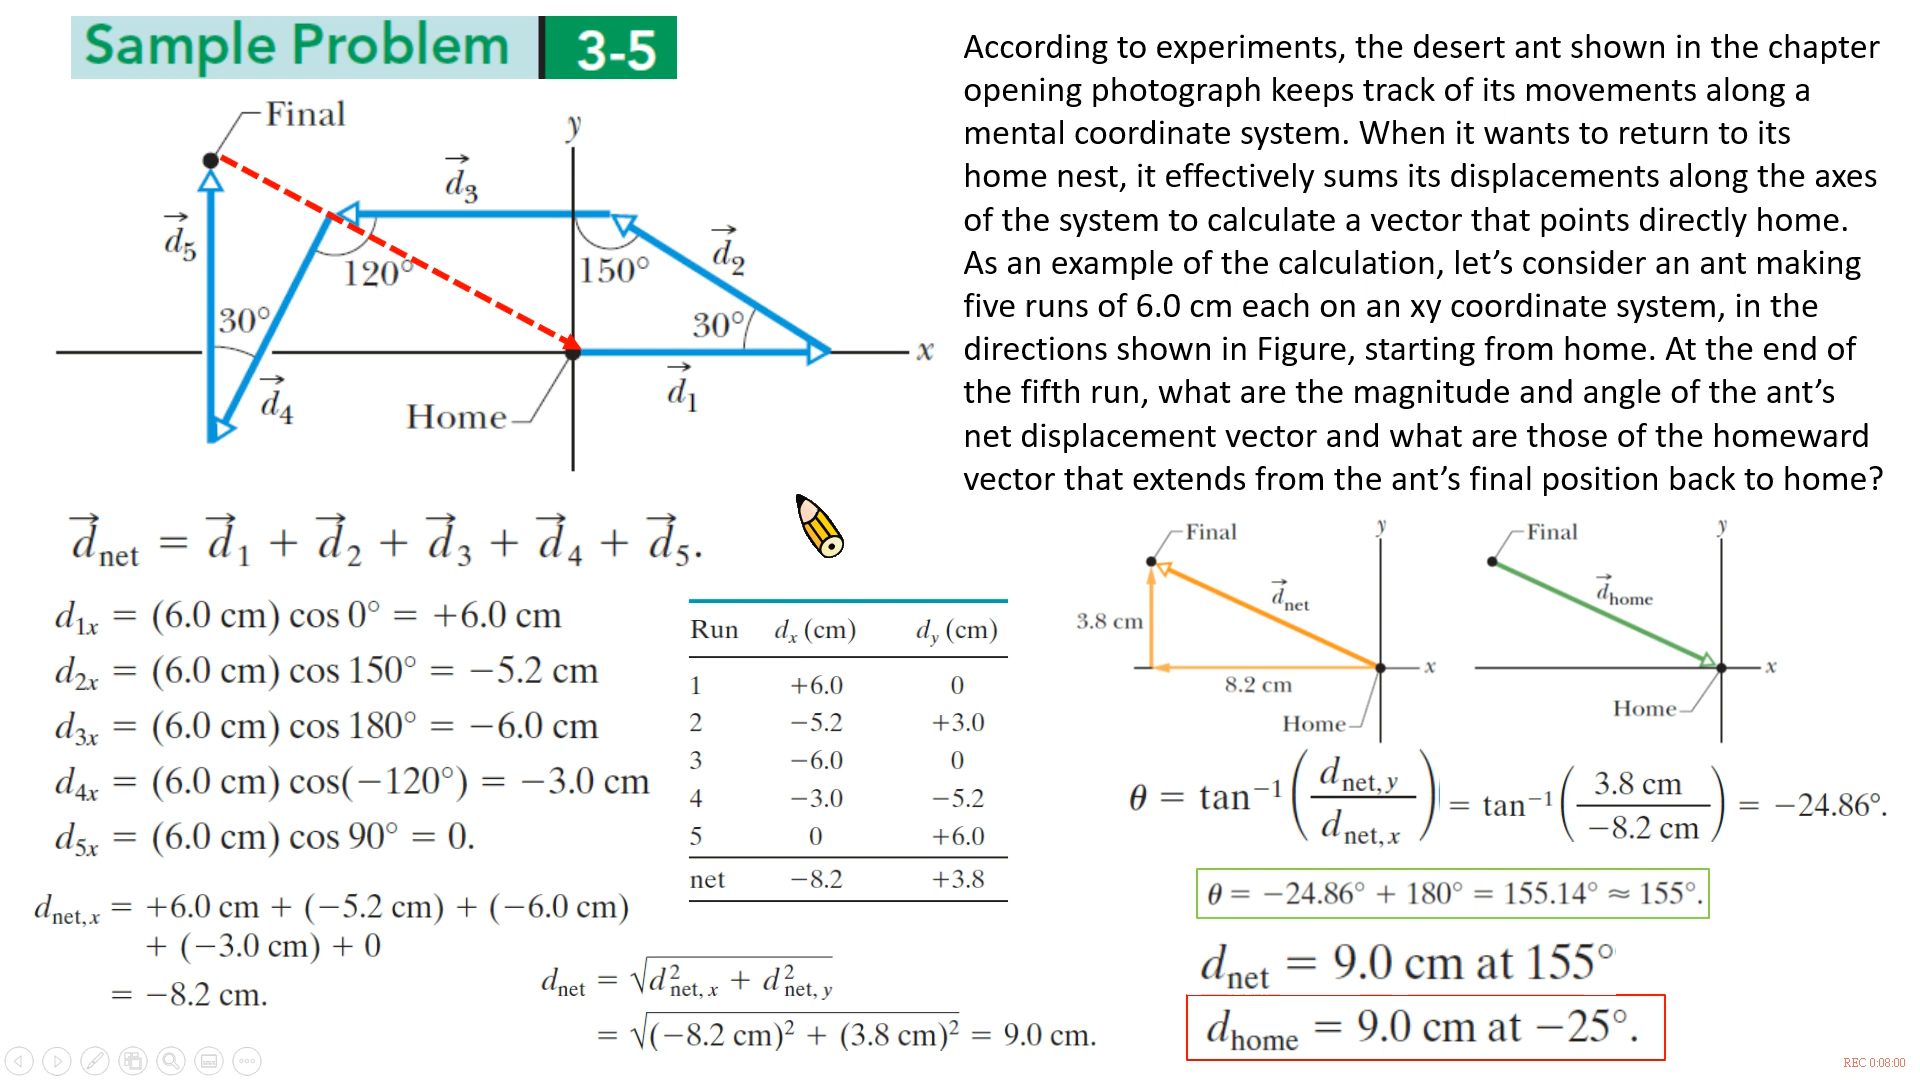 Sample Problem 3-5
According to experiments, the desert ant shown in the chapter
opening photograph keeps track of its movements along a
mental coordinate system. When it wants to return to its
home nest, it effectively sums its displacements along the axes
of the system to calculate a vector that points directly home.
As an example of the calculation, let’s consider an ant making
five runs of 6.0 cm each on an xy coordinate system, in the
directions shown in Figure, starting from home. At the end of
the fifth run, what are the magnitude and angle of the ant’s
net displacement vector and what are those of the homeward
vector that extends from the ant’s final position back to home?
Final
y
d⃗₃
d⃗₅
d⃗₂
120°
150°
30°
30°
x
d⃗₄
d⃗₁
Home
d⃗net = d⃗₁ + d⃗₂ + d⃗₃ + d⃗₄ + d⃗₅.
d₁ₓ = (6.0 cm) cos 0° = +6.0 cm
d₂ₓ = (6.0 cm) cos 150° = −5.2 cm
d₃ₓ = (6.0 cm) cos 180° = −6.0 cm
d₄ₓ = (6.0 cm) cos(−120°) = −3.0 cm
d₅ₓ = (6.0 cm) cos 90° = 0.
dnet,x = +6.0 cm + (−5.2 cm) + (−6.0 cm)
+ (−3.0 cm) + 0
= −8.2 cm.
Run dx (cm) dy (cm)
1 +6.0 0
2 −5.2 +3.0
3 −6.0 0
4 −3.0 −5.2
5 0 +6.0
net −8.2 +3.8
dnet = √(d²net,x + d²net,y)
= √((−8.2 cm)² + (3.8 cm)²) = 9.0 cm.
Final
y
d⃗net
3.8 cm
x
8.2 cm
Home
Final
y
d⃗home
x
Home
θ = tan⁻¹(dnet,y / dnet,x) = tan⁻¹(3.8 cm / −8.2 cm) = −24.86°.
θ = −24.86° + 180° = 155.14° ≈ 155°.
dnet = 9.0 cm at 155°
dhome = 9.0 cm at −25°.
REC 0:08:00